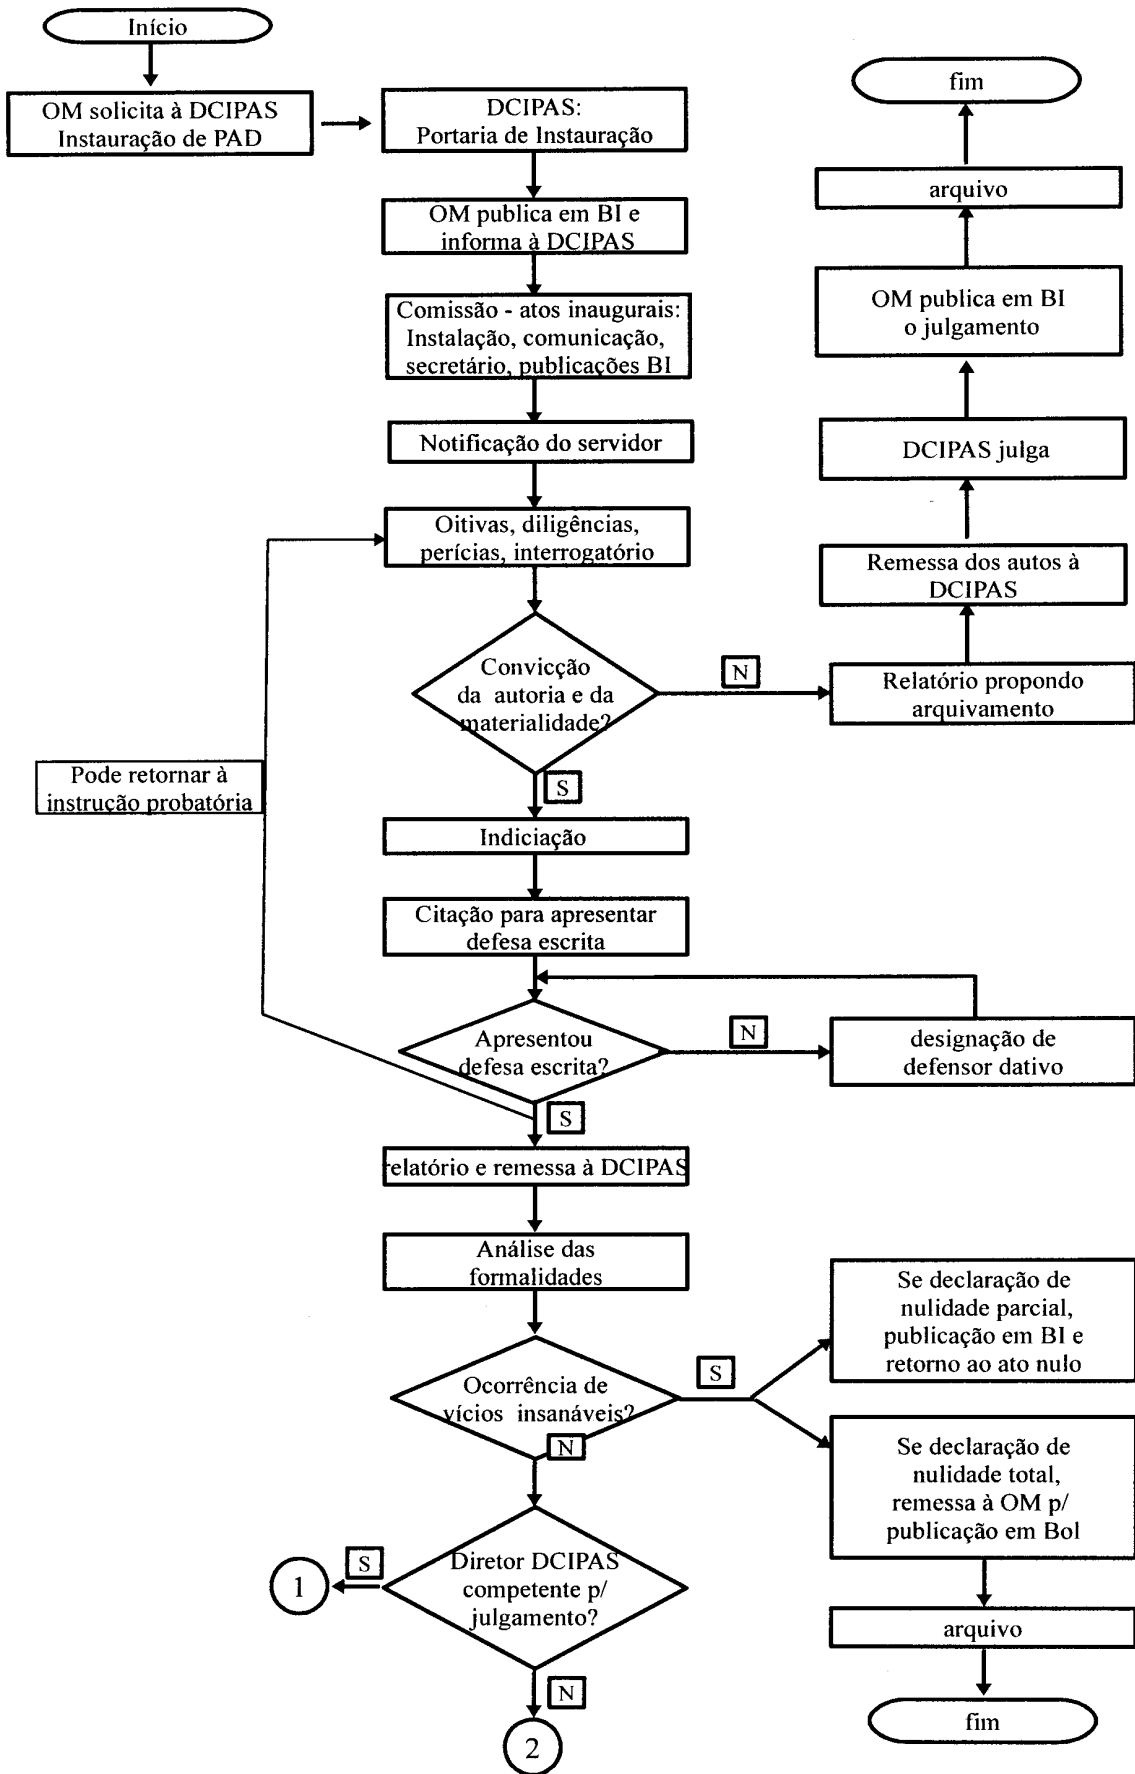 Início
OM solicita à DCIPAS
Instauração de PAD
DCIPAS:
Portaria de Instauração
OM publica em BI e
informa à DCIPAS
Comissão - atos inaugurais:
Instalação, comunicação,
secretário, publicações BI
Notificação do servidor
Oitivas, diligências,
perícias, interrogatório
Convicção
da autoria e da
materialidade?
N
Relatório propondo
arquivamento
Remessa dos autos à
DCIPAS
DCIPAS julga
OM publica em BI
o julgamento
arquivo
fim
S
Pode retornar à
instrução probatória
Indiciação
Citação para apresentar
defesa escrita
Apresentou
defesa escrita?
N
designação de
defensor dativo
S
relatório e remessa à DCIPAS
Análise das
formalidades
Ocorrência de
vícios insanáveis?
S
Se declaração de
nulidade parcial,
publicação em BI e
retorno ao ato nulo
Se declaração de
nulidade total,
remessa à OM p/
publicação em Bol
arquivo
fim
N
Diretor DCIPAS
competente p/
julgamento?
S
1
N
2